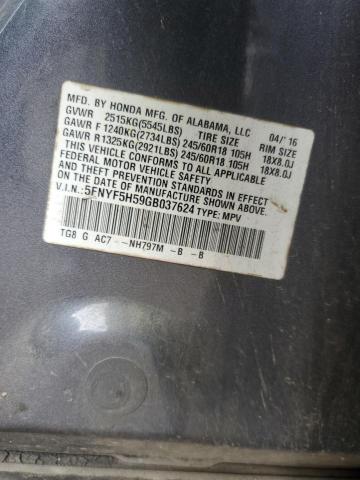 MFD. BY HONDA MFG. OF ALABAMA, LLC 04/'16
GVWR 2515KG(5545LBS) TIRE SIZE RIM SIZE
GAWR F 1240KG(2734LBS) 245/60R18 105H 18X8.0J
GAWR R1325KG(2921LBS) 245/60R18 105H 18X8.0J
THIS VEHICLE CONFORMS TO ALL APPLICABLE
FEDERAL MOTOR VEHICLE SAFETY
AND THEFT PREVENTION STANDARDS IN EFFECT
ON THE DATE OF MANUFACTURE SHOWN ABOVE.
V.I.N.: 5FNYF5H59GB037624 TYPE: MPV
TG8 G AC7 --NH797M -B -B